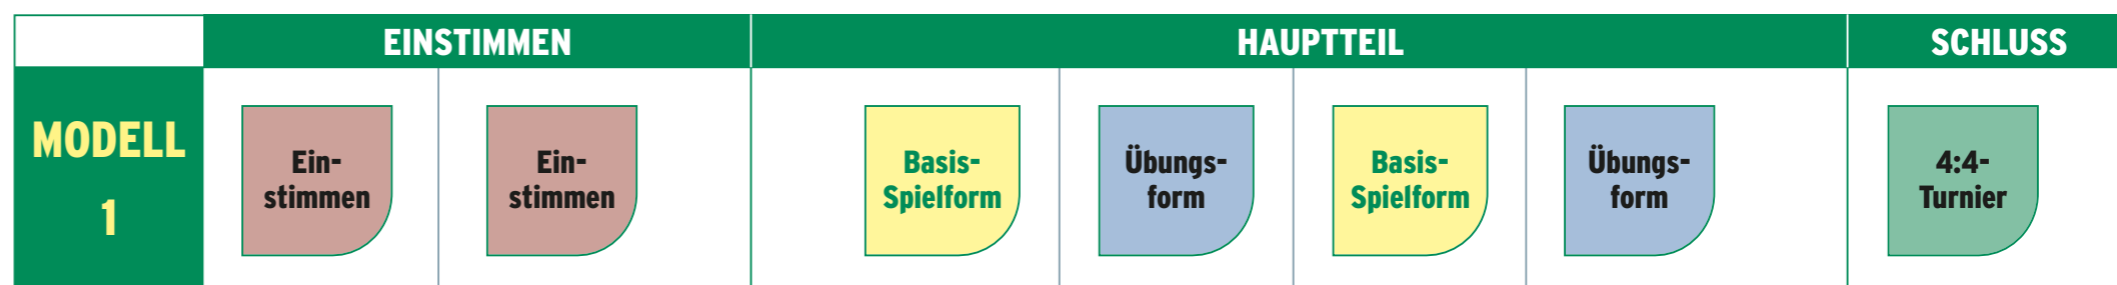 EINSTIMMEN
HAUPTTEIL
SCHLUSS
MODELL
1
Ein-
stimmen
Ein-
stimmen
Basis-
Spielform
Übungs-
form
Basis-
Spielform
Übungs-
form
4:4-
Turnier